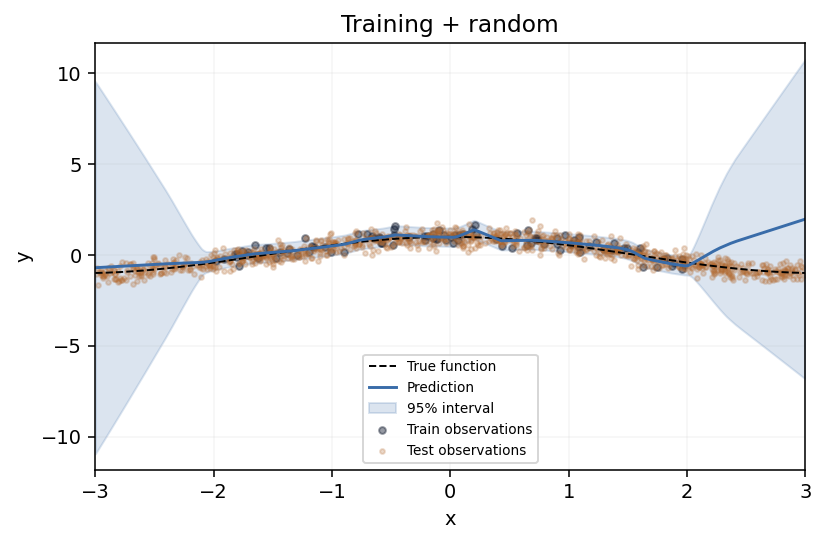 Training + random
10
5
0
−5
−10
y
True function
Prediction
95% interval
Train observations
Test observations
−3 −2 −1 0 1 2 3
x